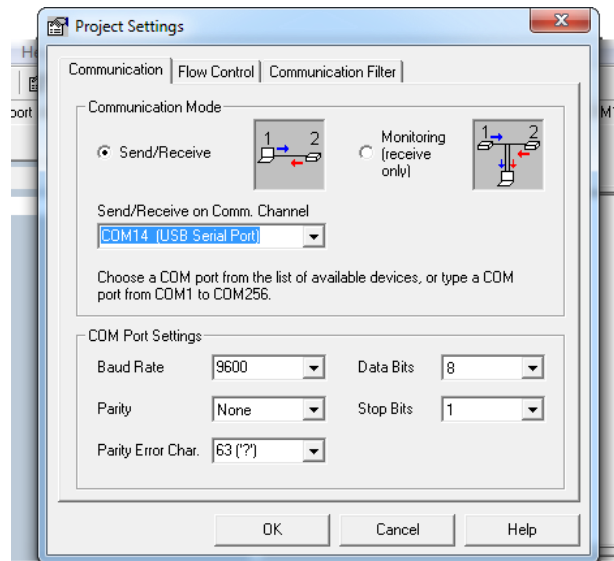 Project Settings
He
port
M1
Communication
Flow Control
Communication Filter
Communication Mode
Send/Receive
1 2
Monitoring
(receive
only)
1 2
Send/Receive on Comm. Channel
COM14 (USB Serial Port)
Choose a COM port from the list of available devices, or type a COM
port from COM1 to COM256.
COM Port Settings
Baud Rate 9600 Data Bits 8
Parity None Stop Bits 1
Parity Error Char. 63 ('?')
OK Cancel Help